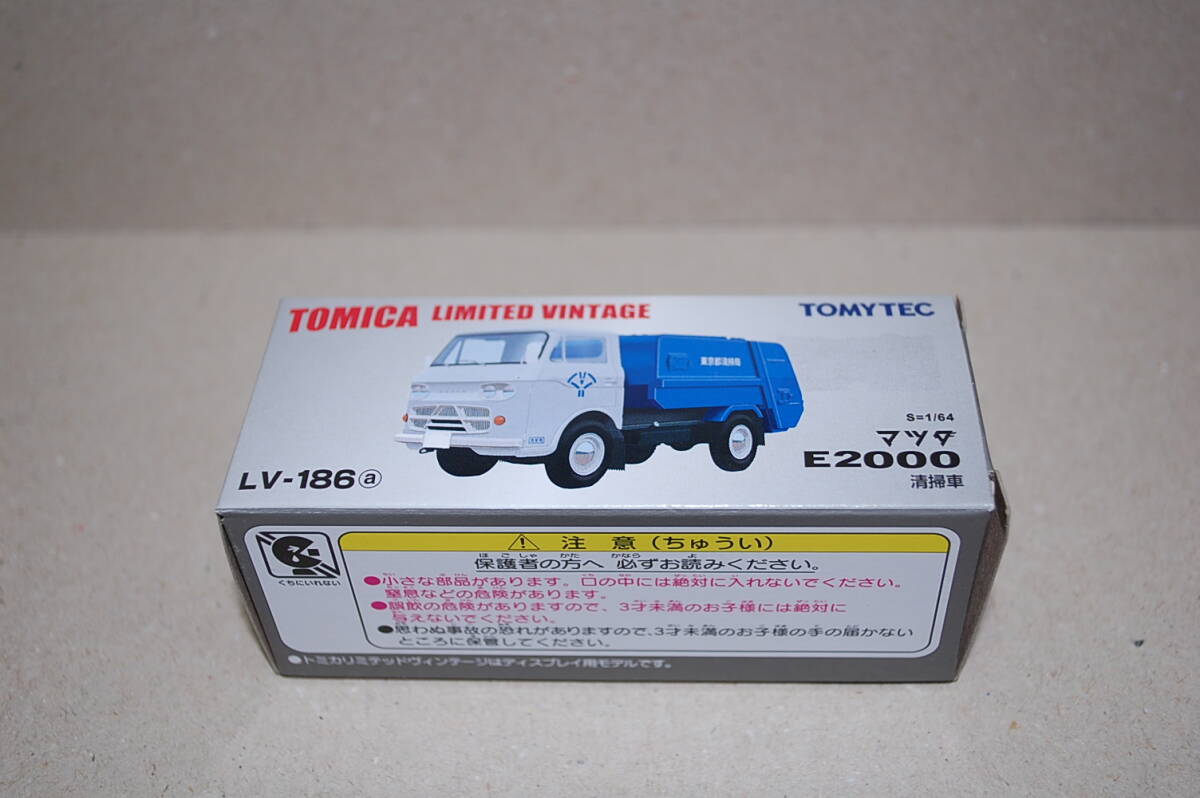 TOMICA LIMITED VINTAGE
TOMYTEC
東京都清掃局
S=1/64
マツダ
E2000
清掃車
LV-186ⓐ
くちにいれない
注 意（ちゅうい）
保護者の方へ 必ずお読みください。
●小さな部品があります。口の中には絶対に入れないでください。
窒息などの危険があります。
●誤飲の危険がありますので、3才未満のお子様には絶対に
与えないでください。
●思わぬ事故の恐れがありますので、3才未満のお子様の手の届かない
ところに保管してください。
●トミカリミテッドヴィンテージはディスプレイ用モデルです。